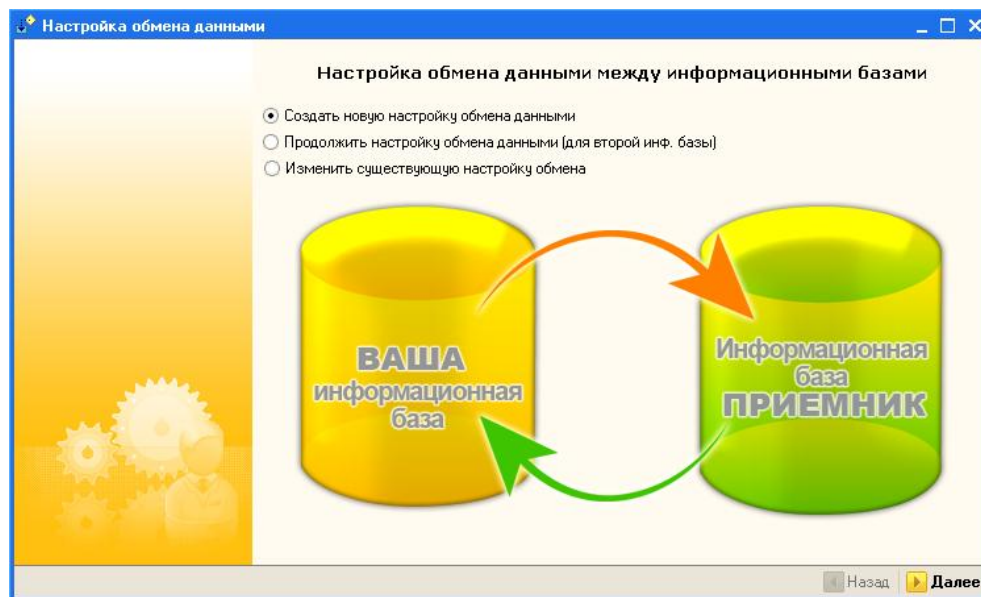 Настройка обмена данными
Настройка обмена данными между информационными базами
Создать новую настройку обмена данными
Продолжить настройку обмена данными (для второй инф. базы)
Изменить существующую настройку обмена
ВАША
информационная
база
Информационная
база
ПРИЕМНИК
Назад
Далее